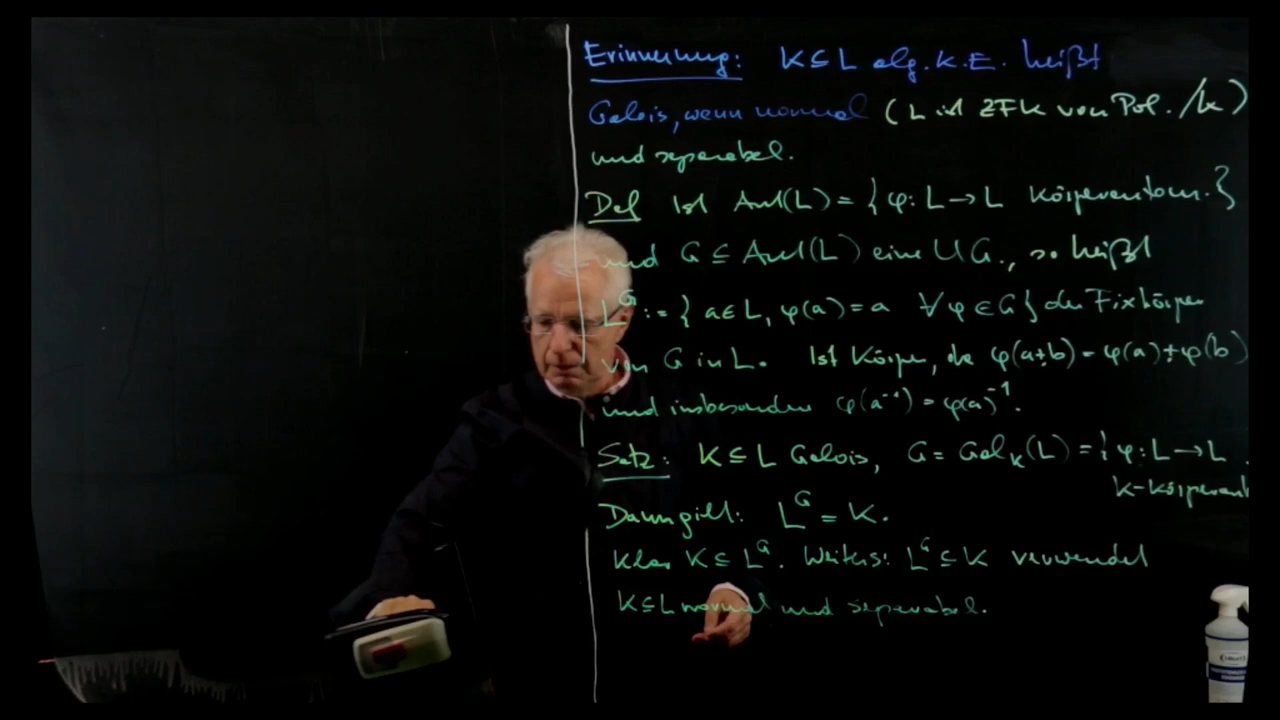 Erinnerung: K ⊆ L alg. K.E. heißt
Galois, wenn normal (L ist ZFK von Pol. /K)
und separabel.
Def Ist Aut(L) = { φ: L → L Körperautom. }
und G ⊆ Aut(L) eine UG., so heißt
L^G := { a ∈ L, φ(a) = a ∀ φ ∈ G } der Fixkörper
von G in L. Ist Körper, da φ(a+b) = φ(a) + φ(b)
und insbesondere φ(a^-1) = φ(a)^-1.
Satz: K ⊆ L Galois, G = Gal_K(L) = { φ: L → L
K-Körperaut
Dann gilt: L^G = K.
Klar K ⊆ L^G. Weiters: L^G ⊆ K verwendet
K ⊆ L normal und separabel.